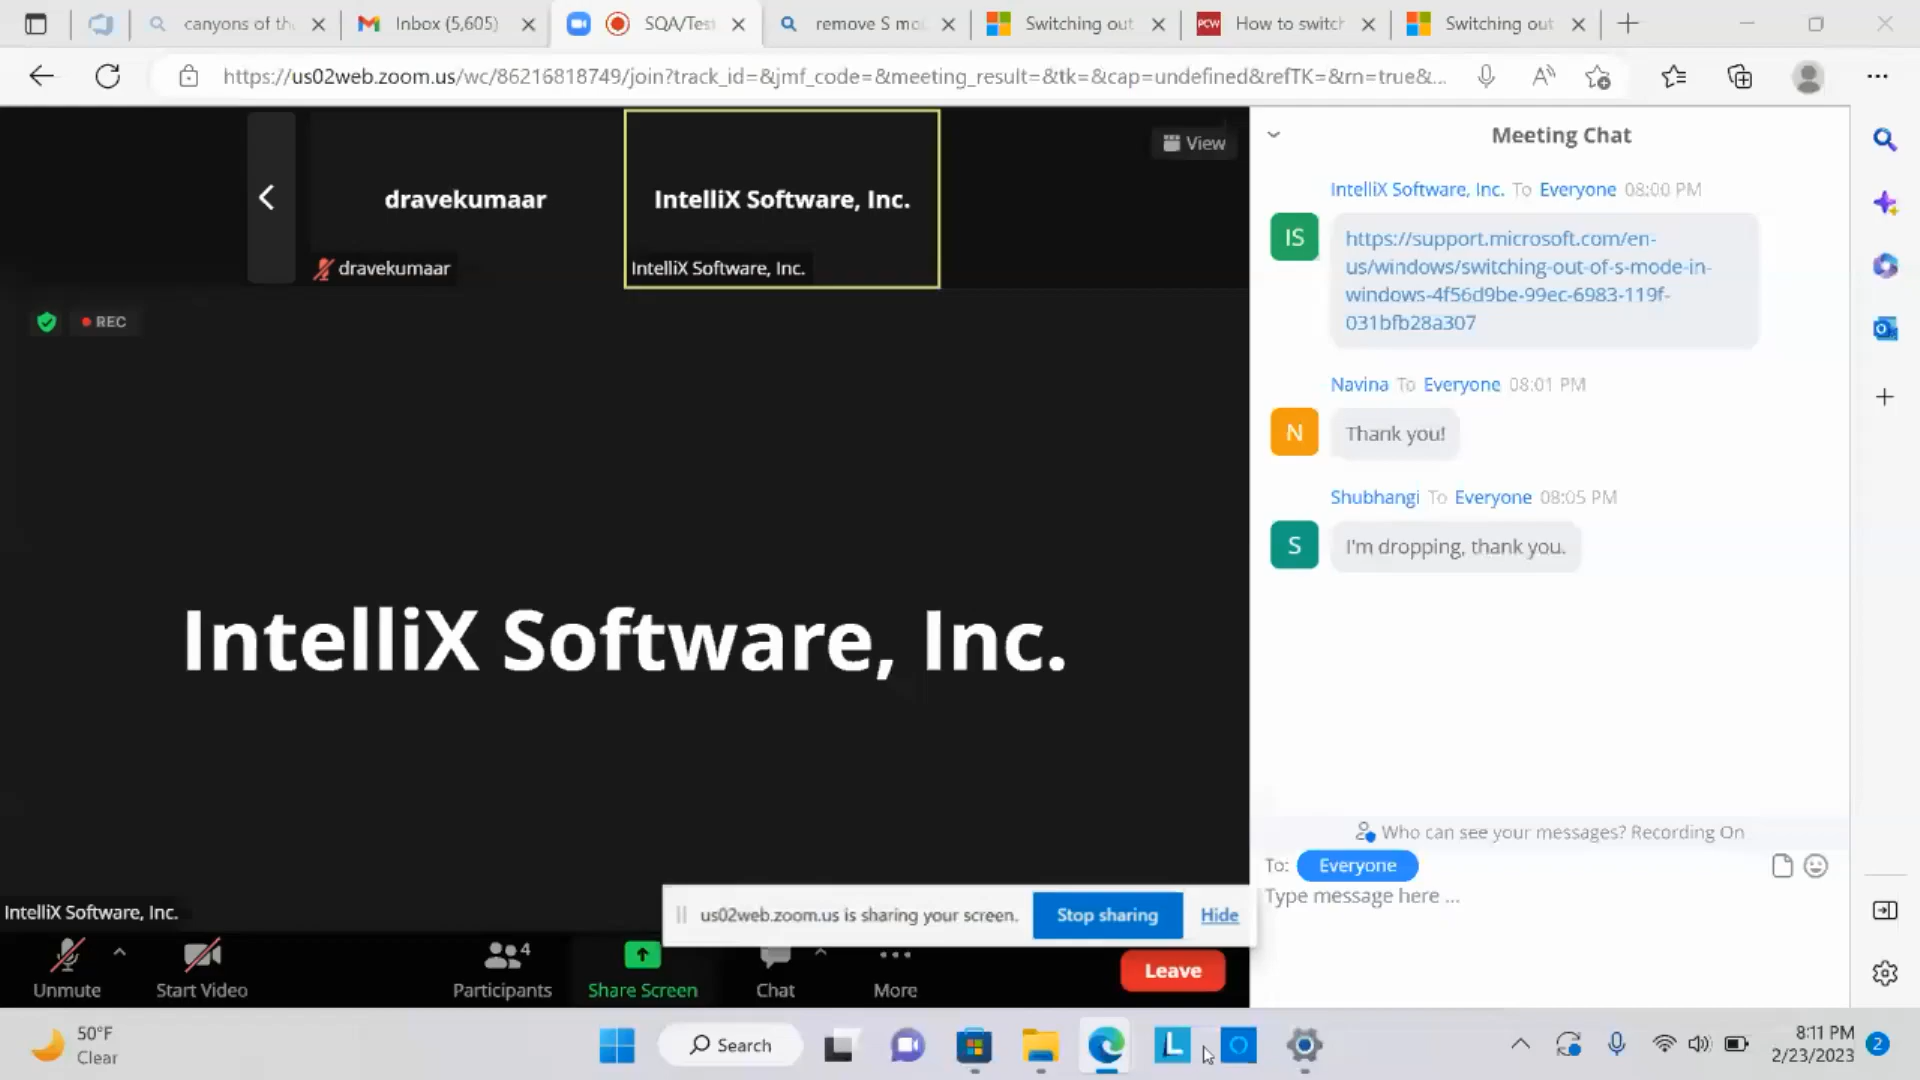 canyons of th
Inbox (5,605)
SQA/Test
remove S mo
Switching out
PCW
How to switch
Switching out
https://us02web.zoom.us/wc/86216818749/join?track_id=&jmf_code=&meeting_result=&tk=&cap=undefined&refTK=&rn=true&...
dravekumaar
dravekumaar
IntelliX Software, Inc.
IntelliX Software, Inc.
View
REC
IntelliX Software, Inc.
IntelliX Software, Inc.
Meeting Chat
IntelliX Software, Inc. To Everyone 08:00 PM
IS
https://support.microsoft.com/en-
us/windows/switching-out-of-s-mode-in-
windows-4f56d9be-99ec-6983-119f-
031bfb28a307
Navina To Everyone 08:01 PM
N
Thank you!
Shubhangi To Everyone 08:05 PM
S
I'm dropping, thank you.
Who can see your messages? Recording On
To: Everyone
Type message here ...
us02web.zoom.us is sharing your screen.
Stop sharing
Hide
Unmute
Start Video
4
Participants
Share Screen
Chat
More
Leave
50°F
Clear
Search
L
8:11 PM
2/23/2023
2